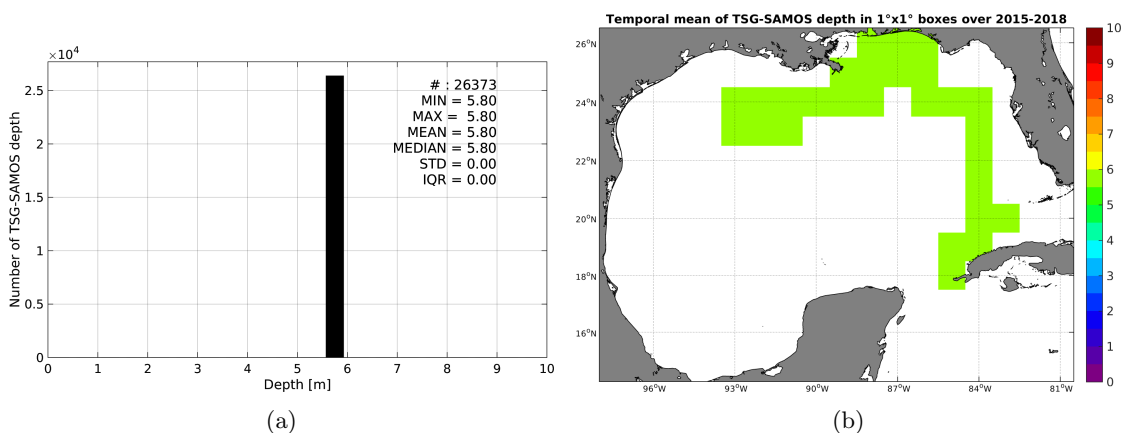 ×10⁴
2.5
2
1.5
1
0.5
0
0 1 2 3 4 5 6 7 8 9 10
Number of TSG-SAMOS depth
Depth [m]
# : 26373
MIN = 5.80
MAX = 5.80
MEAN = 5.80
MEDIAN = 5.80
STD = 0.00
IQR = 0.00
(a)
Temporal mean of TSG-SAMOS depth in 1°x1° boxes over 2015-2018
26°N
24°N
22°N
20°N
18°N
16°N
96°W 93°W 90°W 87°W 84°W 81°W
10
9
8
7
6
5
4
3
2
1
0
(b)